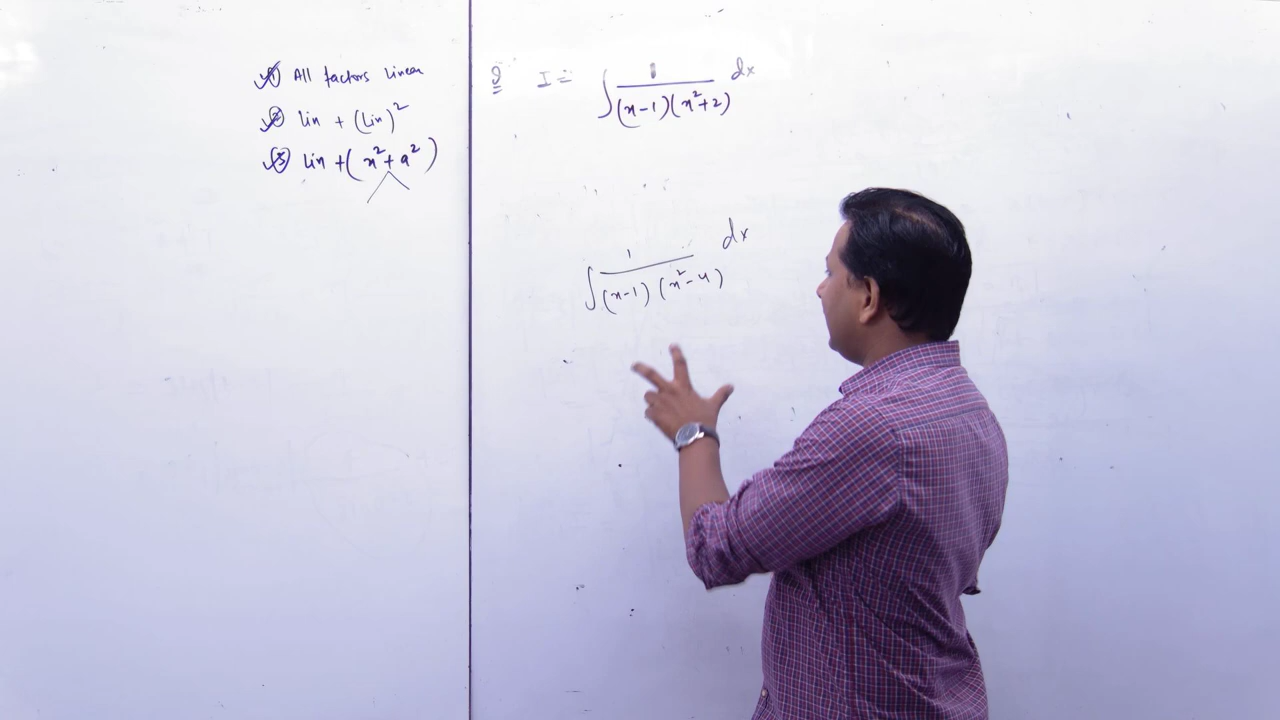 ① All factors linear
② Lin + (Lin)²
③ Lin + (x² + a²)
Q I = ∫ 1/((x-1)(x²+2)) dx
∫ 1/((x-1)(x²-4)) dx